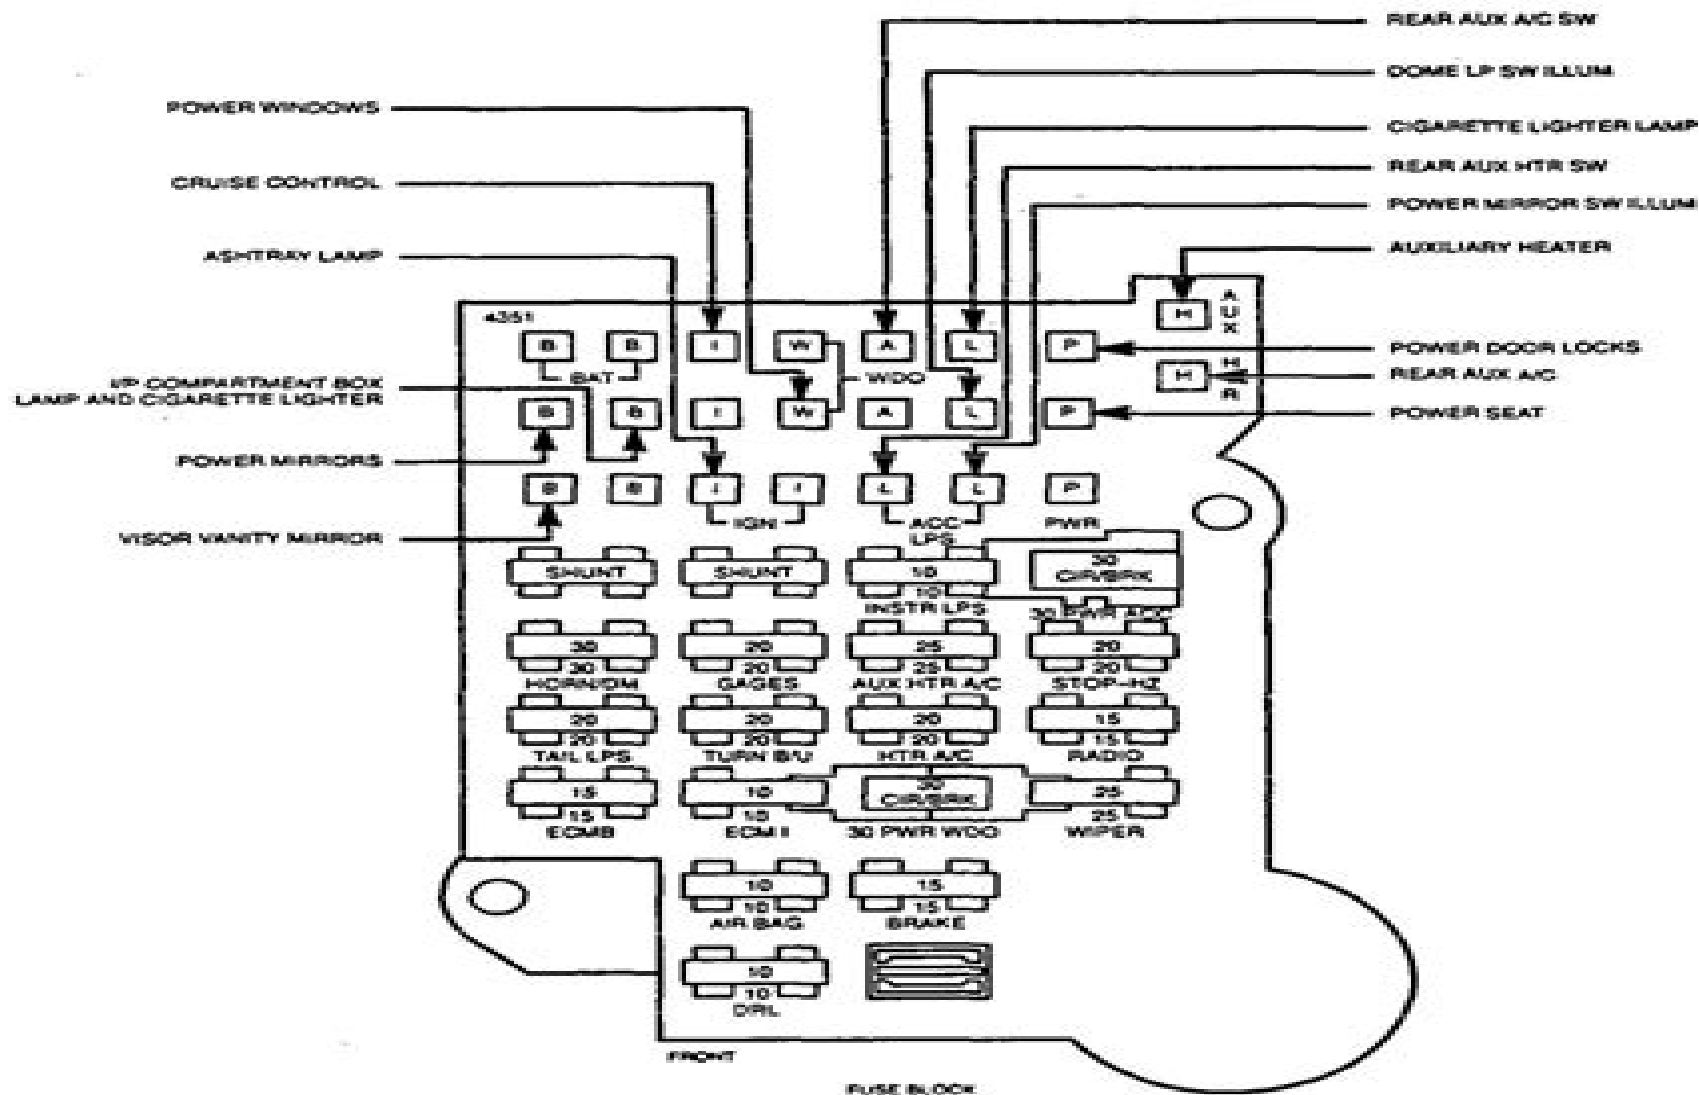 REAR AUX A/C SW
DOME LP SW ILLUM
POWER WINDOWS
CIGARETTE LIGHTER LAMP
REAR AUX HTR SW
CRUISE CONTROL
POWER MIRROR SW ILLUM
ASHTRAY LAMP
AUXILIARY HEATER
4351
H
AUX
B B I W A L P
POWER DOOR LOCKS
BAT WDO
H
HR
REAR AUX A/C
I/P COMPARTMENT BOX
LAMP AND CIGARETTE LIGHTER
B B I W A L P
POWER SEAT
POWER MIRRORS
B B I I L L P
IGN ACC PWR
LPS
VISOR VANITY MIRROR
SHUNT SHUNT 10 30
CIR/BRK
10
INSTR LPS 30 PWR ACC
30 20 25 20
30 20 25 20
HORN/DM GAGES AUX HTR A/C STOP-HZ
20 20 20 15
20 20 20 15
TAIL LPS TURN B/U HTR A/C RADIO
15 10 30 25
CIR/BRK
15 10 25
ECMB ECM I 30 PWR WDO WIPER
10 15
10 15
AIR BAG BRAKE
10
10
DRL
FRONT
FUSE BLOCK